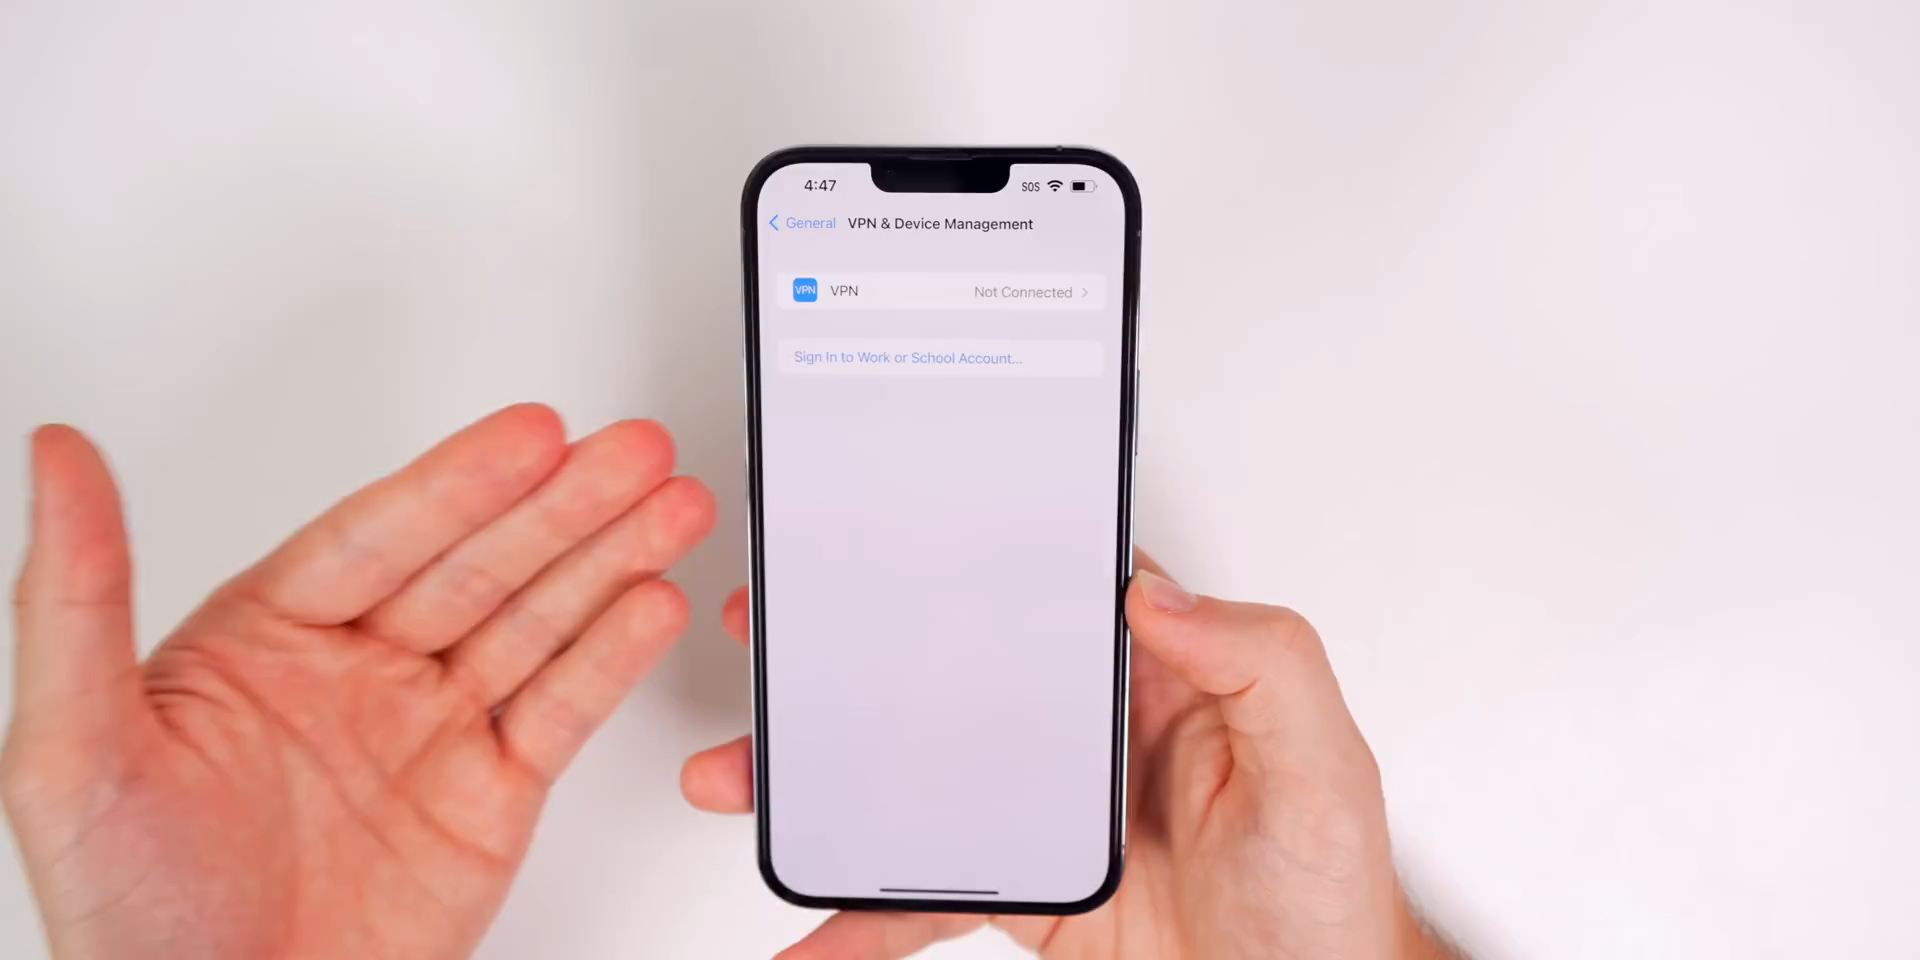 4:47 SOS
General VPN & Device Management
VPN VPN Not Connected
Sign In to Work or School Account...